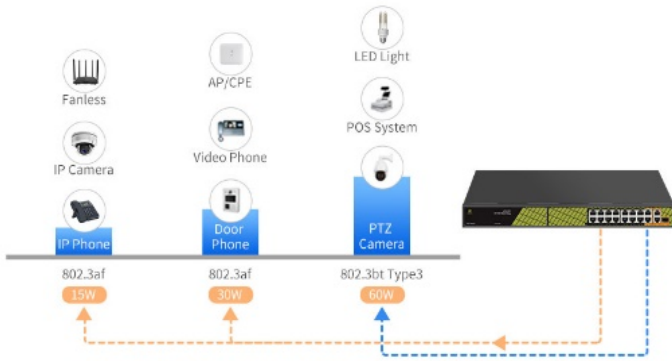 LED Light
AP/CPE
Fanless
POS System
Video Phone
IP Camera
IP Phone
Door
Phone
PTZ
Camera
802.3af
802.3af
802.3bt Type3
15W
30W
60W